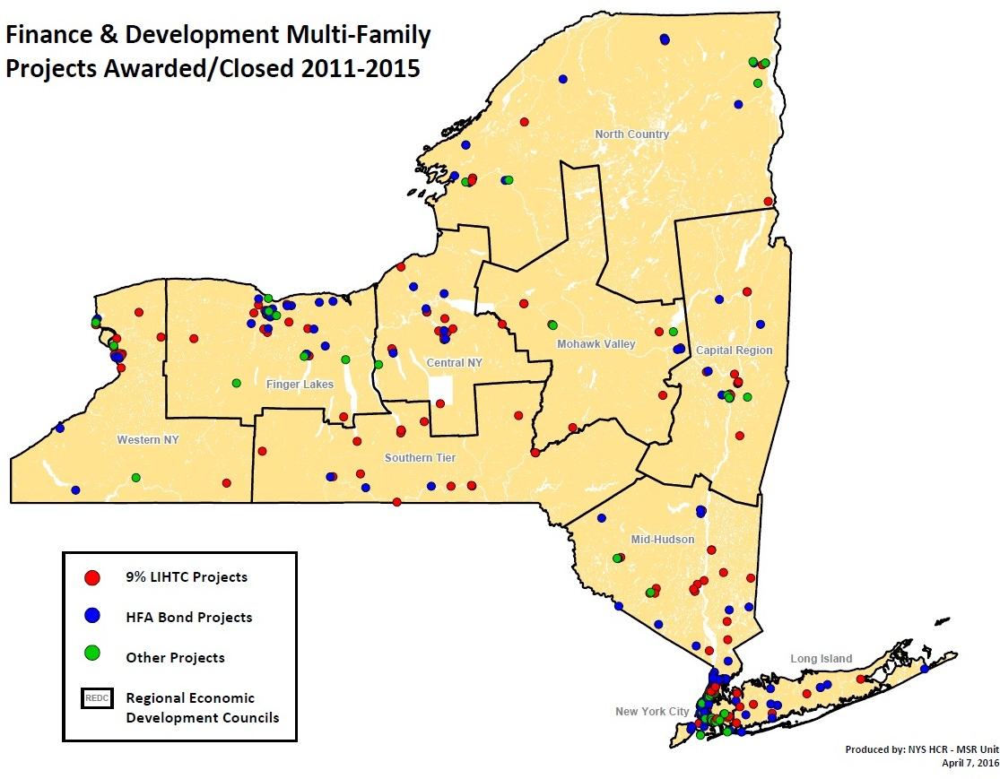 Finance & Development Multi-Family
Projects Awarded/Closed 2011-2015
North Country
Mohawk Valley
Capital Region
Central NY
Finger Lakes
Western NY
Southern Tier
Mid-Hudson
Long Island
New York City
9% LIHTC Projects
HFA Bond Projects
Other Projects
REDC
Regional Economic
Development Councils
Produced by: NYS HCR - MSR Unit
April 7, 2016